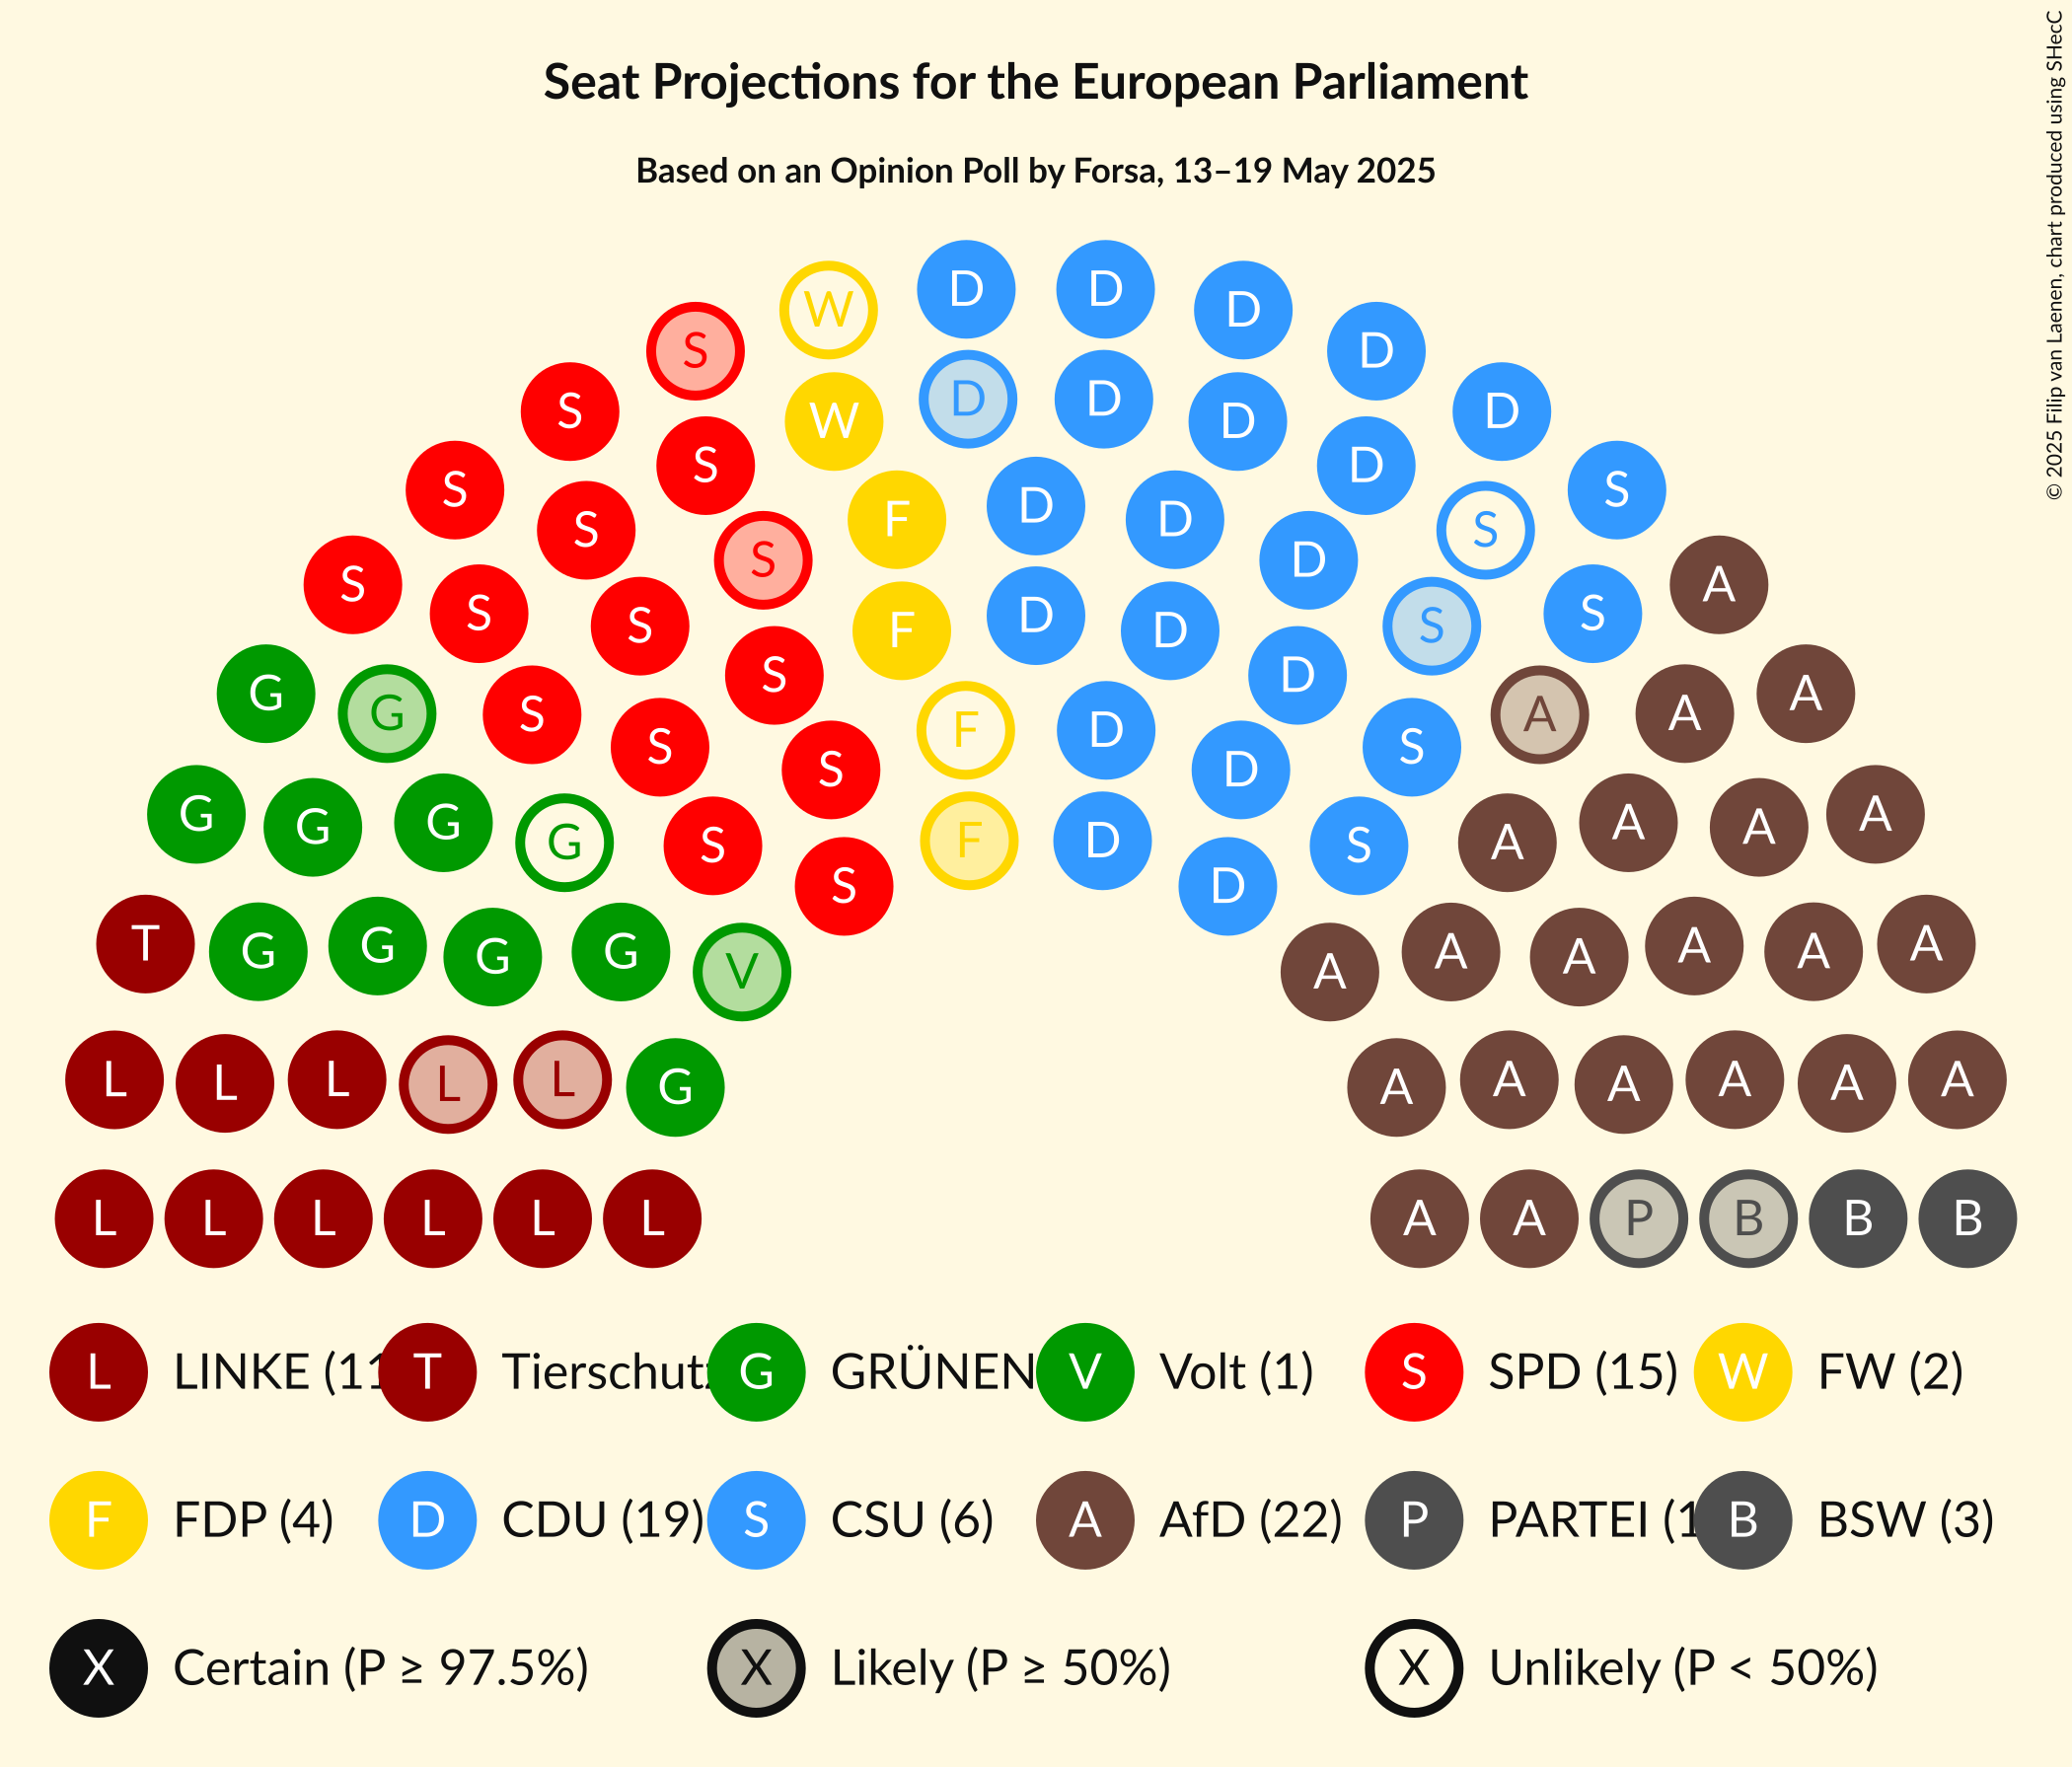 Seat Projections for the European Parliament
Based on an Opinion Poll by Forsa, 13–19 May 2025
© 2025 Filip van Laenen, chart produced using SHecC
D D
W D
S D
D D
S D
W D
S D
S S
D
F D
S S
S D
S A
S D S
S S
F D
S D
G A
G S A A
F D
S S
S D
G A
G G A A
G S F D S A
S D
T G G G G A A A A A
V A
L L L L L G A A A A A A
L L L L L L A A P B B B
L LINKE (11 T Tierschutz G GRÜNEN V Volt (1) S SPD (15) W FW (2)
F FDP (4) D CDU (19) S CSU (6) A AfD (22) P PARTEI (1 B BSW (3)
X Certain (P ≥ 97.5%) X Likely (P ≥ 50%) X Unlikely (P < 50%)